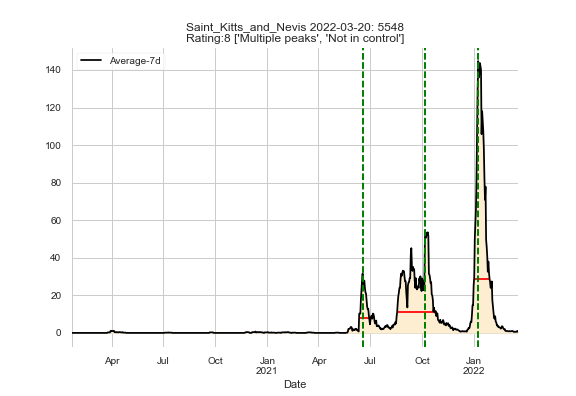 Saint_Kitts_and_Nevis 2022-03-20: 5548
Rating:8 ['Multiple peaks', 'Not in control']
Average-7d
140
120
100
80
60
40
20
0
Apr Jul Oct Jan Apr Jul Oct Jan
2021 2022
Date